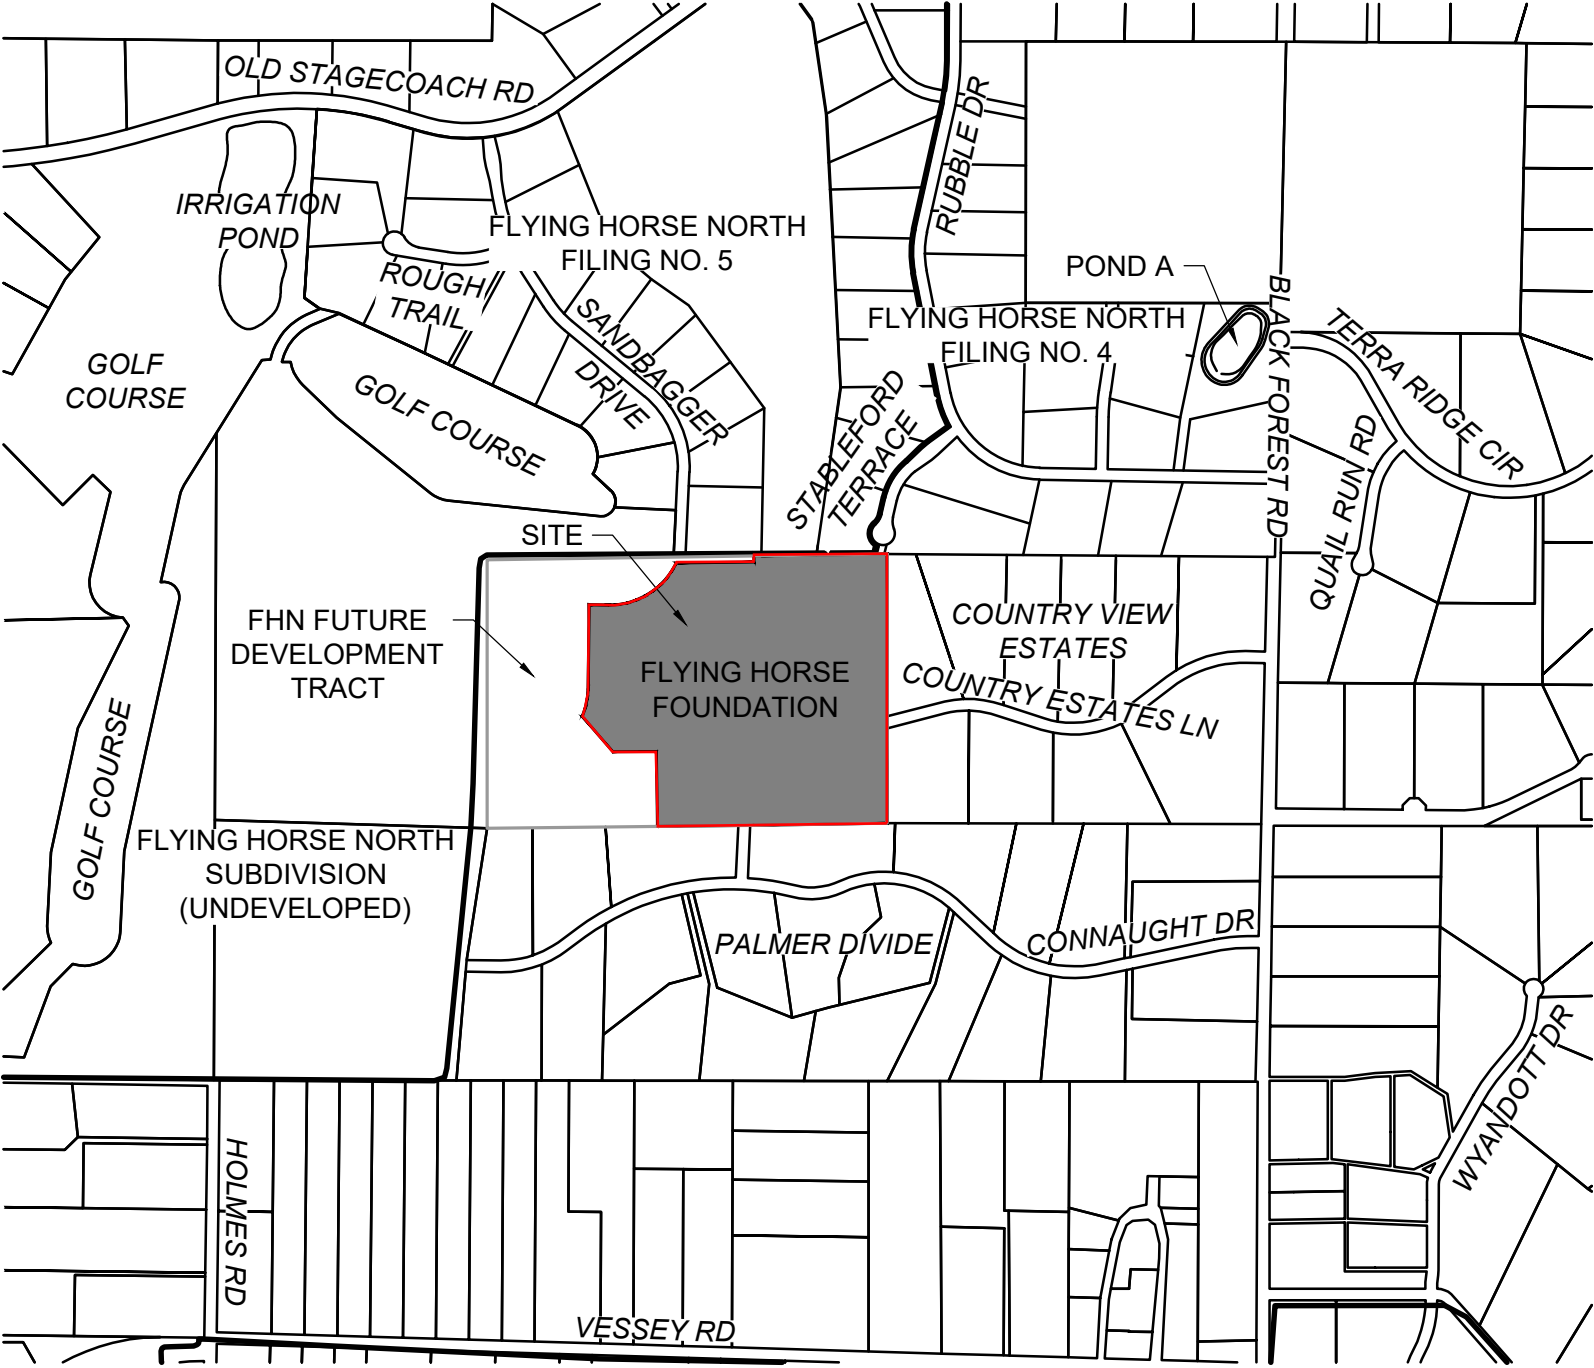 OLD STAGECOACH RD
RUBBLE DR
IRRIGATION
POND
FLYING HORSE NORTH
FILING NO. 5
POND A
ROUGH
TRAIL
SANDBAGGER
DRIVE
FLYING HORSE NORTH
FILING NO. 4
BLACK FOREST RD
TERRA RIDGE CIR
GOLF
COURSE
GOLF COURSE
STABLEFORD
TERRACE
QUAIL RUN RD
SITE
FHN FUTURE
DEVELOPMENT
TRACT
COUNTRY VIEW
ESTATES
FLYING HORSE
FOUNDATION
COUNTRY ESTATES LN
GOLF COURSE
FLYING HORSE NORTH
SUBDIVISION
(UNDEVELOPED)
PALMER DIVIDE
CONNAUGHT DR
WYANDOTT DR
HOLMES RD
VESSEY RD